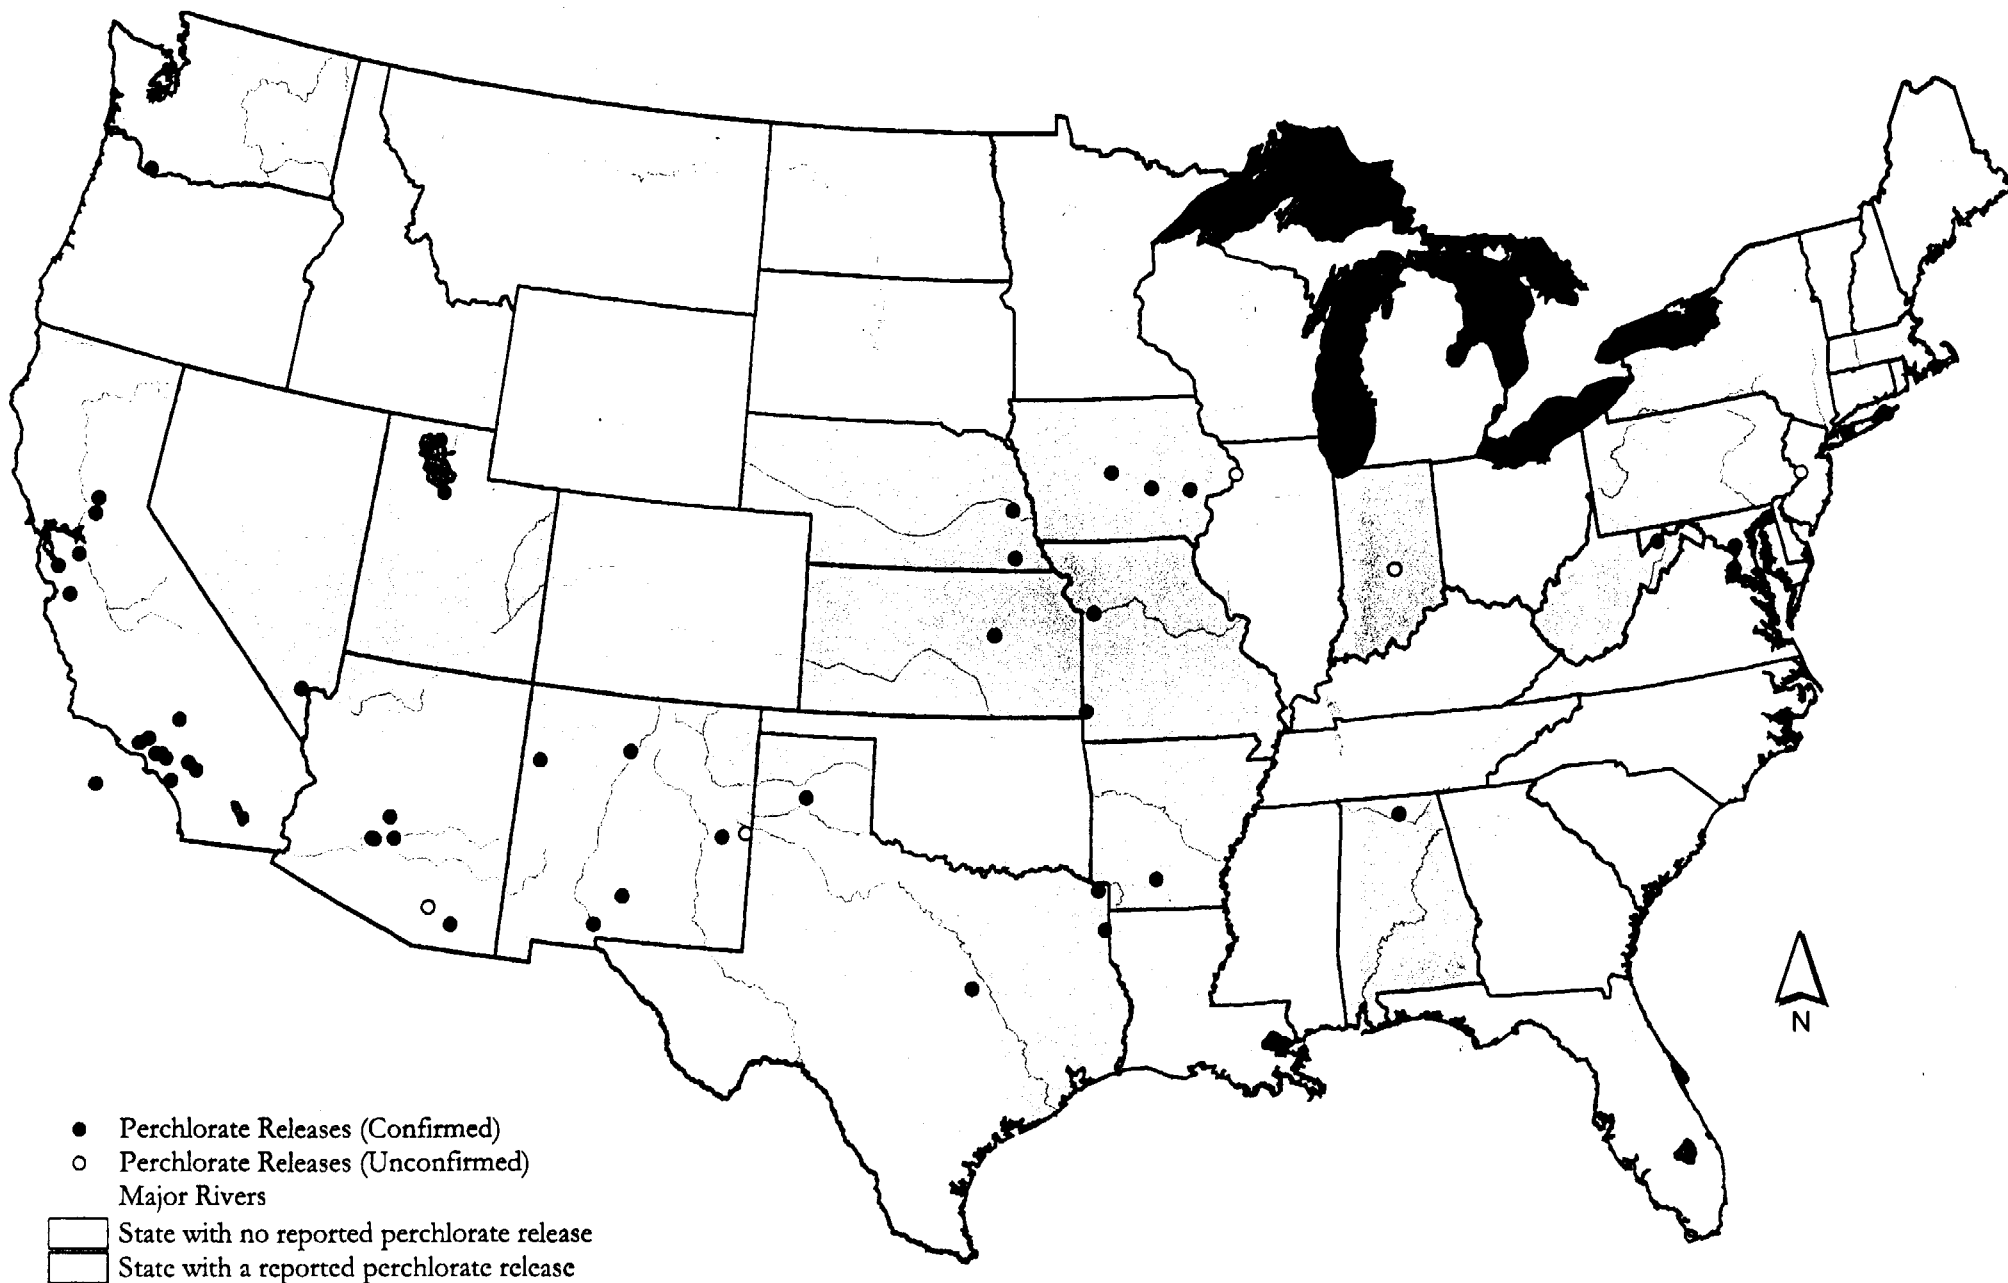 N
Perchlorate Releases (Confirmed)
Perchlorate Releases (Unconfirmed)
Major Rivers
State with no reported perchlorate release
State with a reported perchlorate release